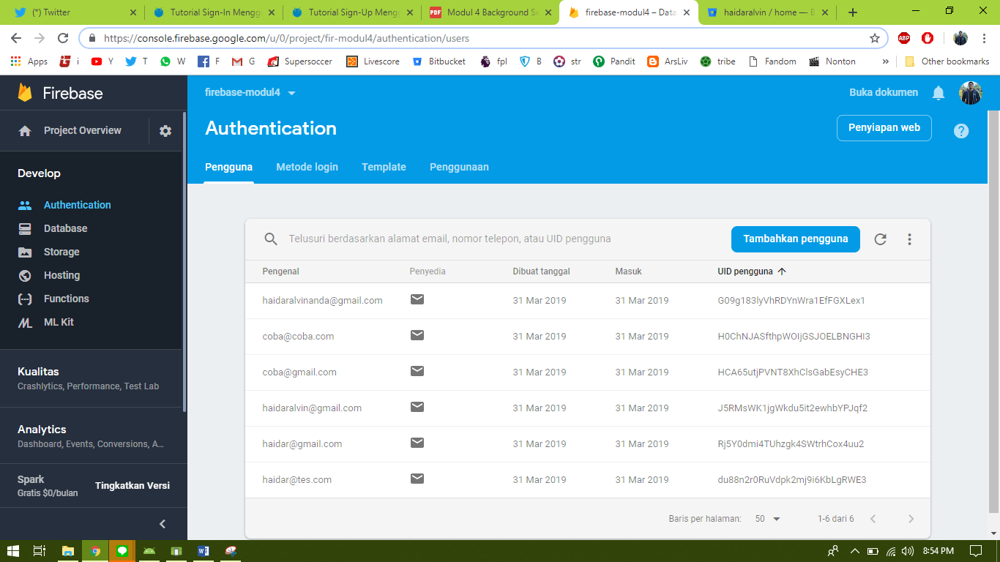 (*) Twitter
Tutorial Sign-In Mengg
Tutorial Sign-Up Mengg
Modul 4 Background Se
firebase-modul4 – Data
haidaralvin / home — B
https://console.firebase.google.com/u/0/project/fir-modul4/authentication/users
ABP
Apps i Y T W F G Supersoccer Livescore Bitbucket fpl B str Pandit ArsLiv tribe Fandom Nonton » Other bookmarks
Firebase
firebase-modul4
Buka dokumen
Project Overview
Authentication
Penyiapan web
Pengguna Metode login Template Penggunaan
Develop
Authentication
Database
Storage
Hosting
Functions
ML Kit
Kualitas
Crashlytics, Performance, Test Lab
Analytics
Dashboard, Events, Conversions, A...
Spark
Gratis $0/bulan
Tingkatkan Versi
Telusuri berdasarkan alamat email, nomor telepon, atau UID pengguna
Tambahkan pengguna
Pengenal Penyedia Dibuat tanggal Masuk UID pengguna
haidaralvinanda@gmail.com 31 Mar 2019 31 Mar 2019 G09g183lyVhRDYnWra1EfFGXLex1
coba@coba.com 31 Mar 2019 31 Mar 2019 H0ChNJASfthpWOIjGSJOELBNGHI3
coba@gmail.com 31 Mar 2019 31 Mar 2019 HCA65utjPVNT8XhClsGabEsyCHE3
haidaralvin@gmail.com 31 Mar 2019 31 Mar 2019 J5RMsWK1jgWkdu5it2ewhbYPJqf2
haidar@gmail.com 31 Mar 2019 31 Mar 2019 Rj5Y0dmi4TUhzgk4SWtrhCox4uu2
haidar@tes.com 31 Mar 2019 31 Mar 2019 du88n2r0RuVdpk2mj9i6KbLgRWE3
Baris per halaman: 50 1-6 dari 6
8:54 PM